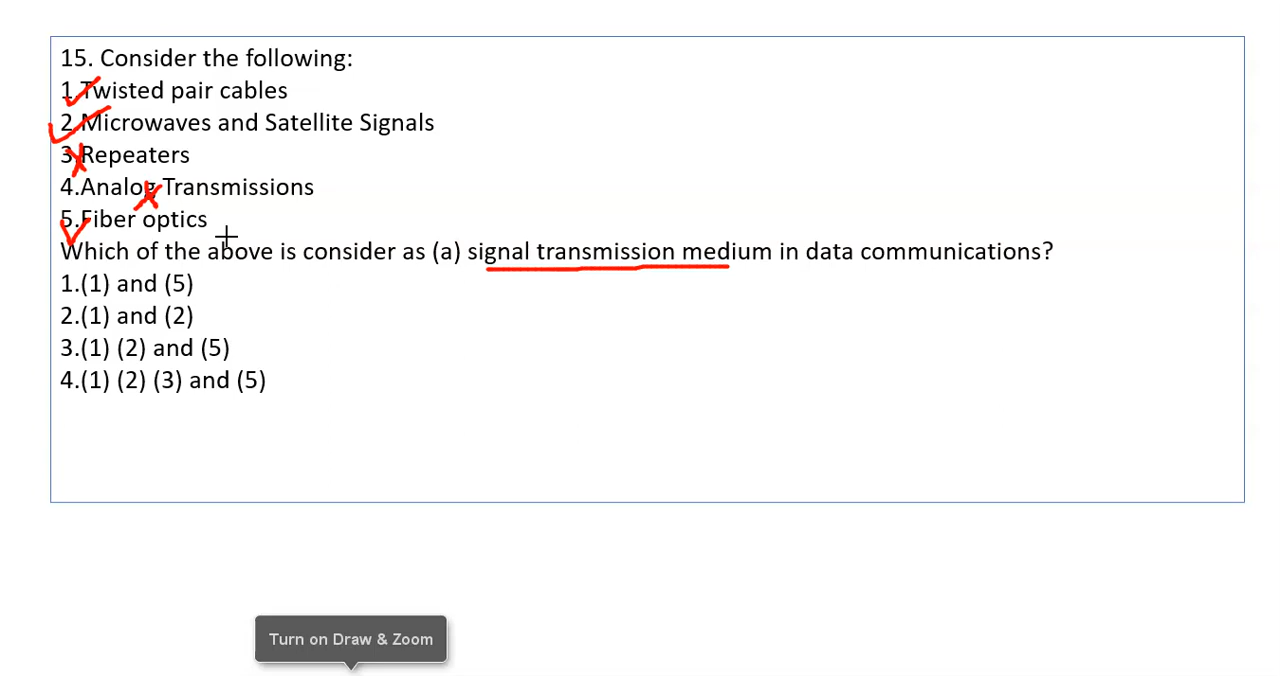 15. Consider the following:
1.Twisted pair cables
2.Microwaves and Satellite Signals
3.Repeaters
4.Analog Transmissions
5.Fiber optics
Which of the above is consider as (a) signal transmission medium in data communications?
1.(1) and (5)
2.(1) and (2)
3.(1) (2) and (5)
4.(1) (2) (3) and (5)
Turn on Draw & Zoom